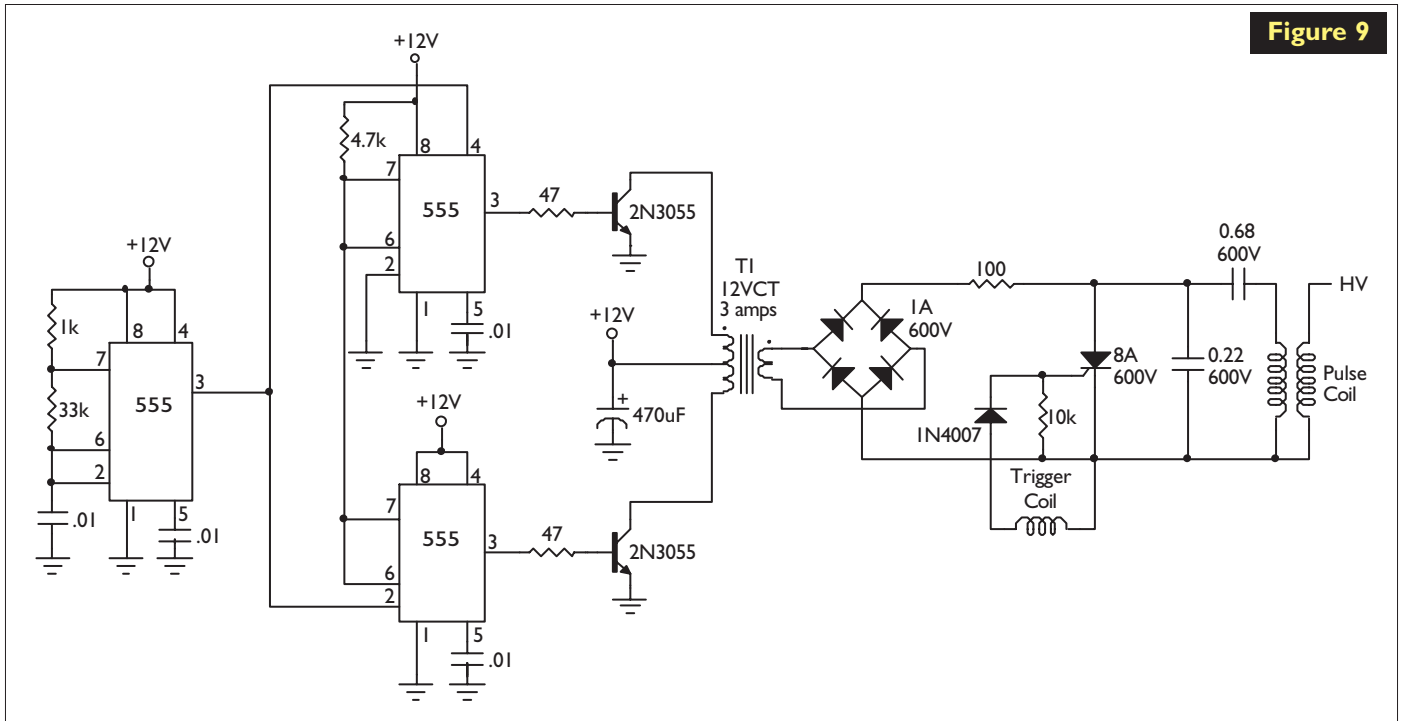 Figure 9
+12V
4.7k
8
4
7
6
2
555
3
1
5
.01
47
2N3055
+12V
1k
33k
8
4
7
6
2
555
3
1
5
.01
.01
+12V
8
4
7
6
2
555
3
1
5
.01
47
2N3055
+12V
+
470uF
T1
12VCT
3 amps
1A
600V
100
8A
600V
1N4007
10k
Trigger
Coil
0.22
600V
0.68
600V
HV
Pulse
Coil